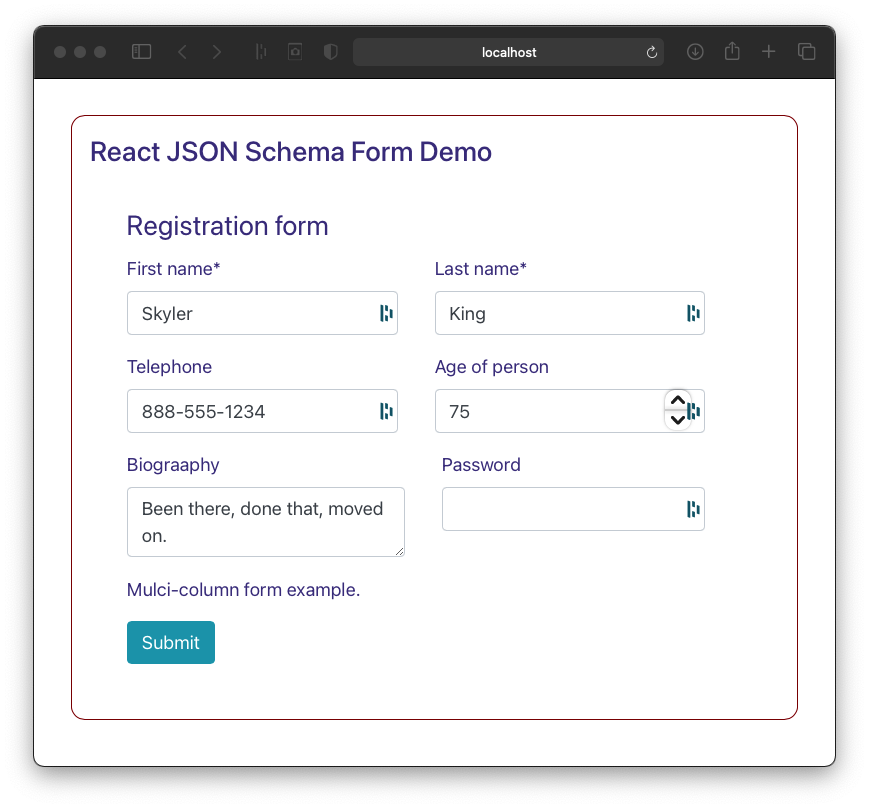 localhost
React JSON Schema Form Demo
Registration form
First name*
Last name*
Skyler
King
Telephone
Age of person
888-555-1234
75
Biograaphy
Password
Been there, done that, moved
on.
Mulci-column form example.
Submit